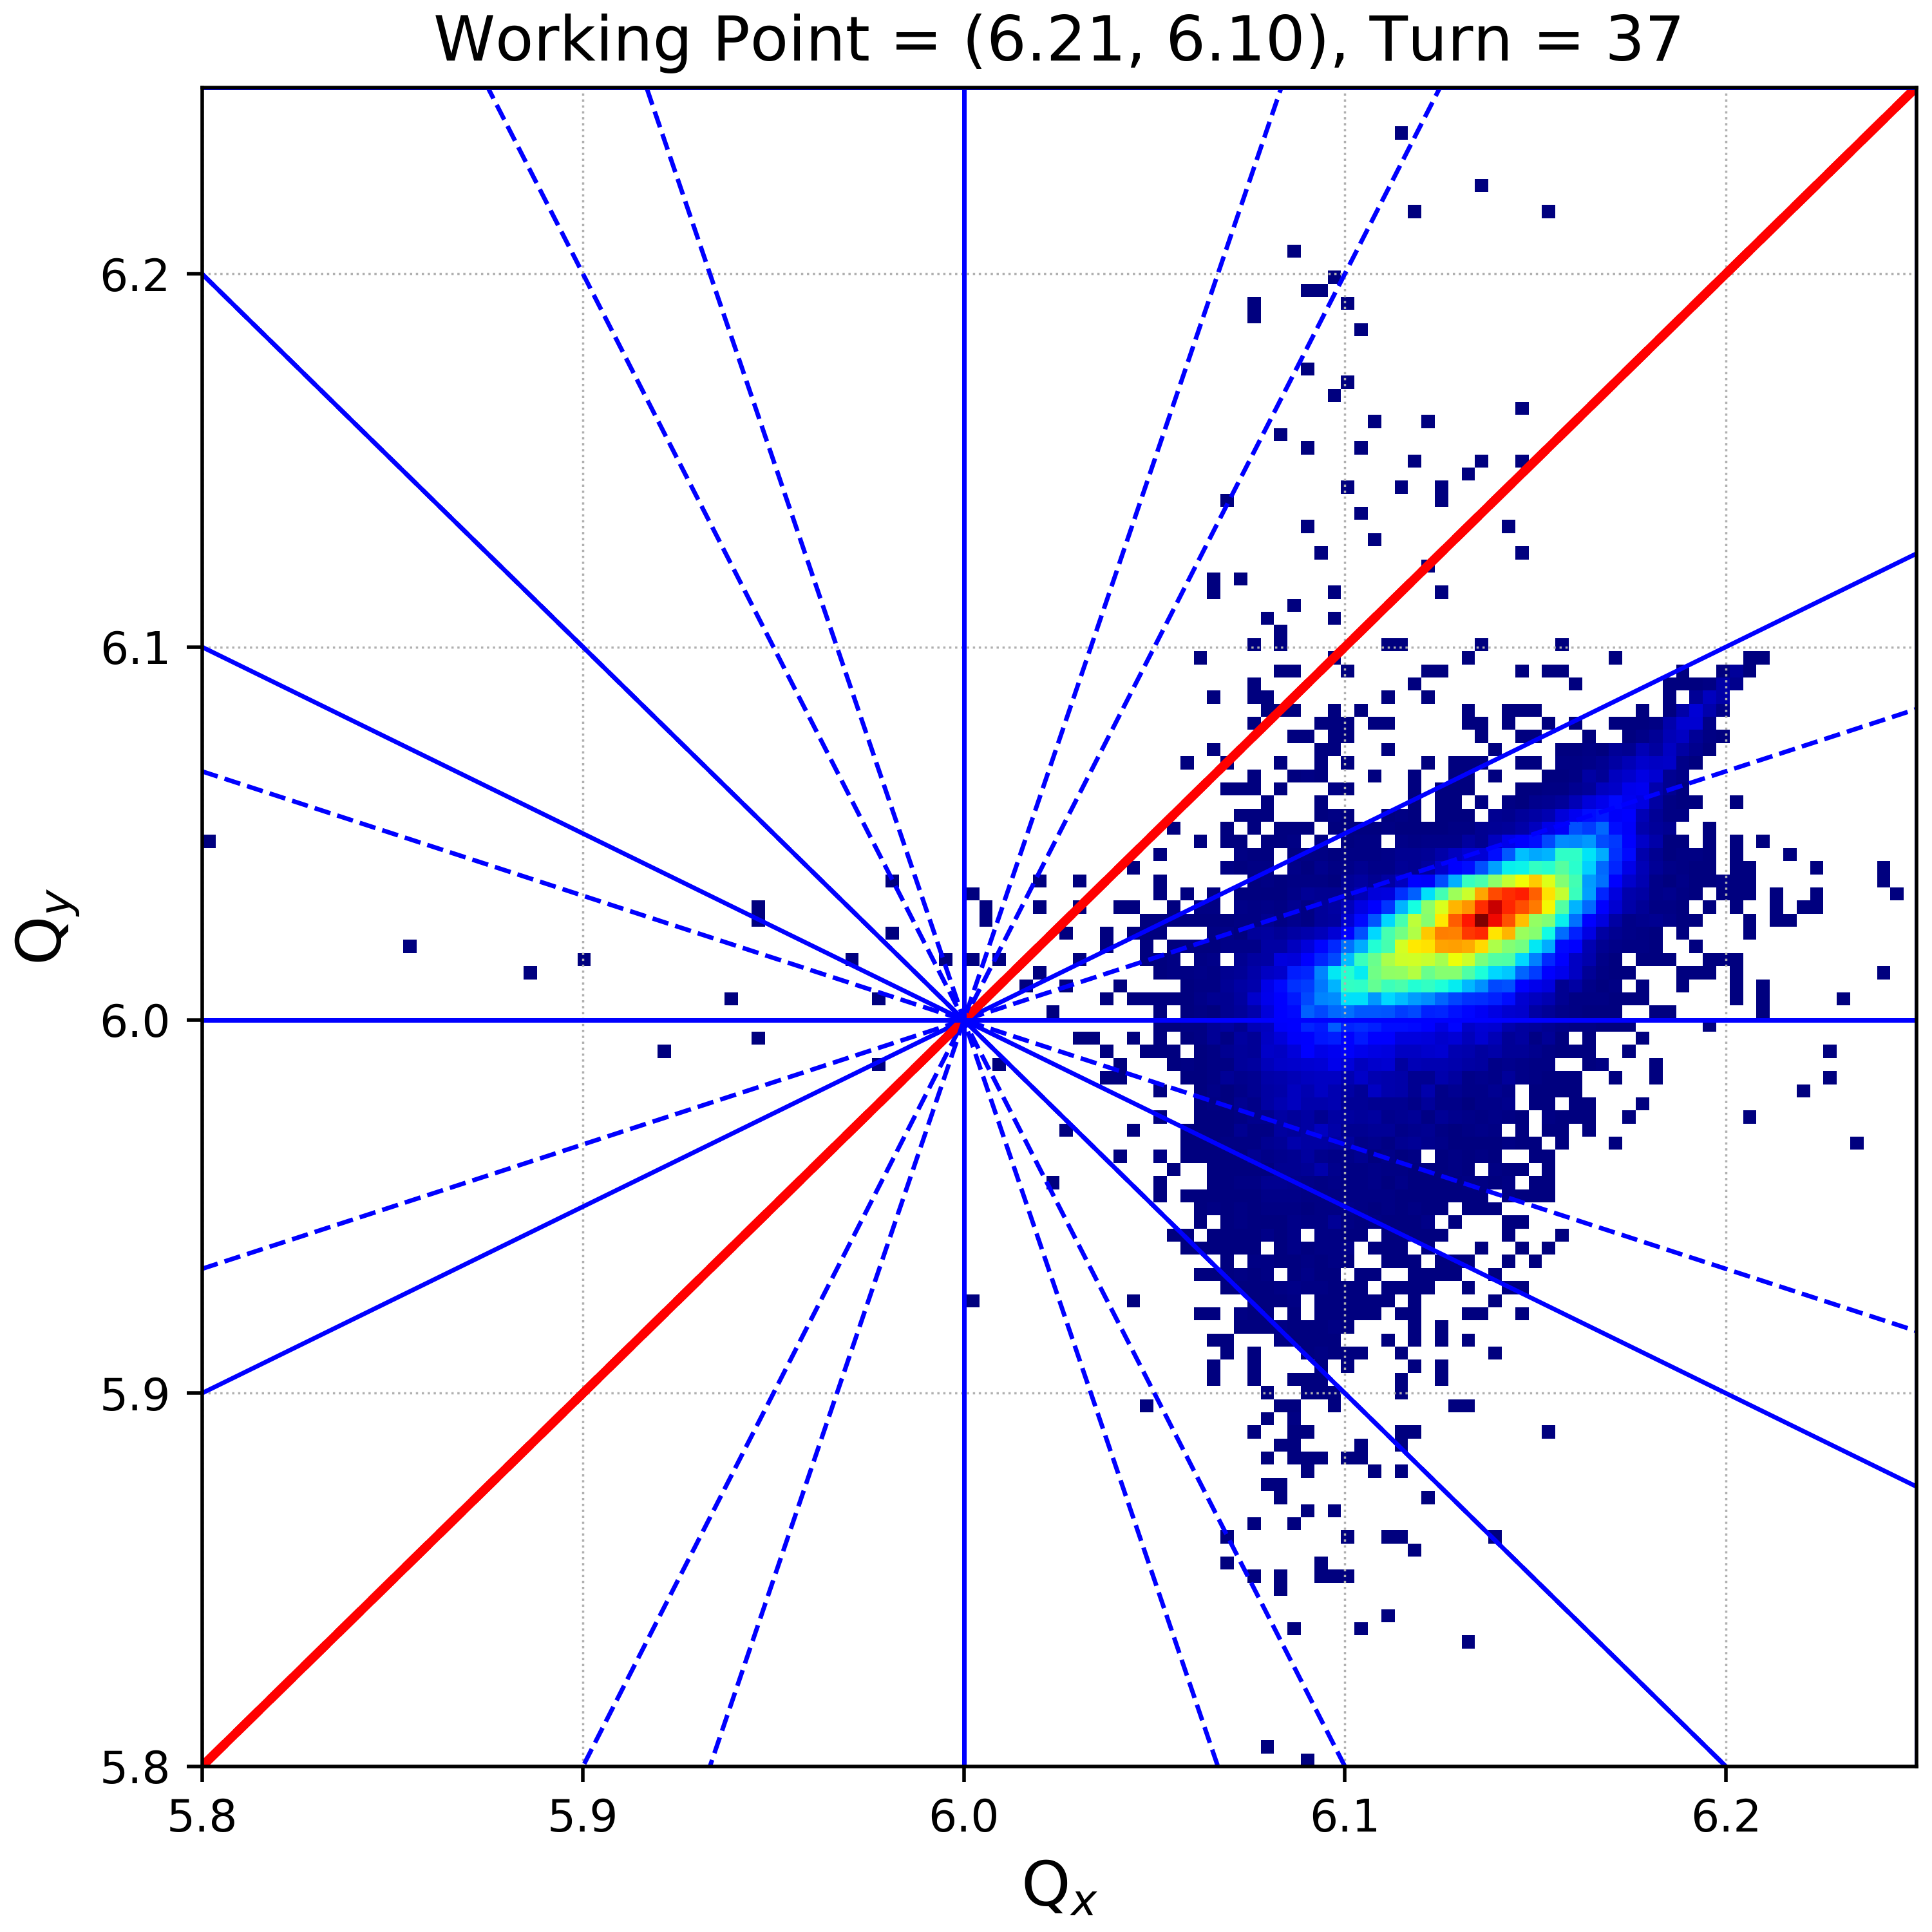 Working Point = (6.21, 6.10), Turn = 37
6.2
6.1
6.0
5.9
5.8
Qy
5.8 5.9 6.0 6.1 6.2
Qx